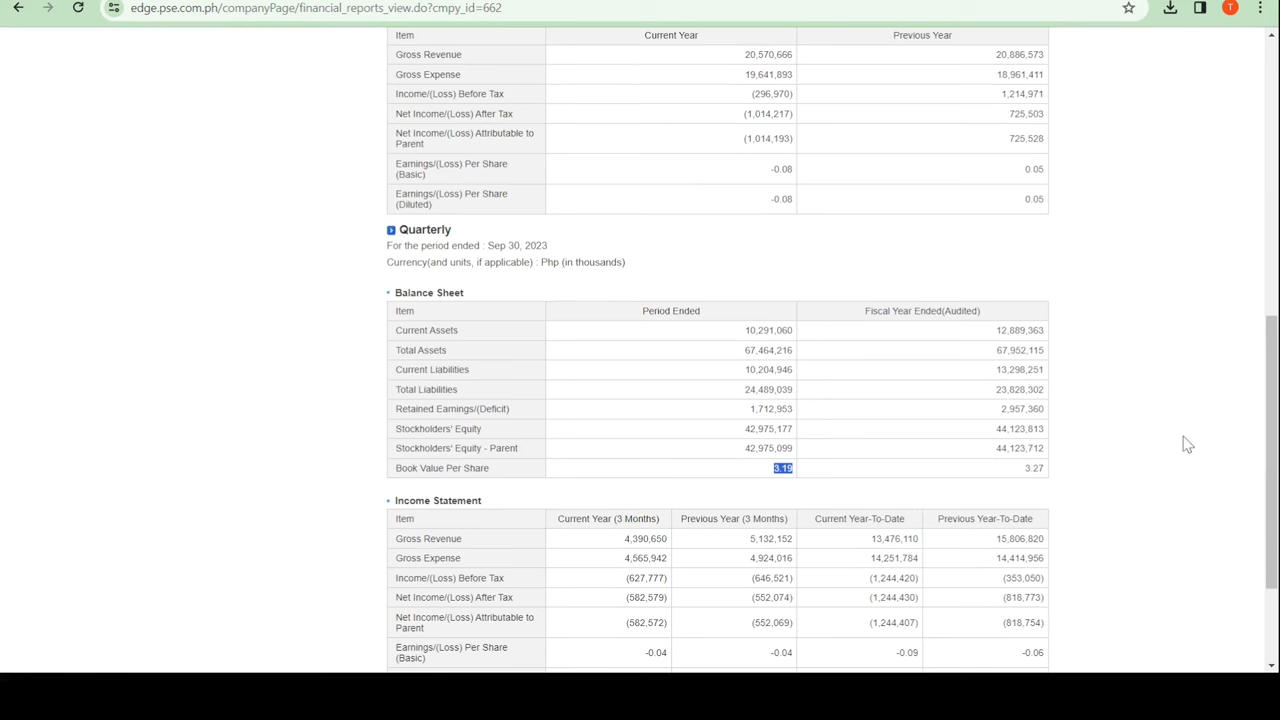 edge.pse.com.ph/companyPage/financial_reports_view.do?cmpy_id=662
T
Item Current Year Previous Year
Gross Revenue 20,570,666 20,886,573
Gross Expense 19,641,893 18,961,411
Income/(Loss) Before Tax (296,970) 1,214,971
Net Income/(Loss) After Tax (1,014,217) 725,503
Net Income/(Loss) Attributable to
Parent (1,014,193) 725,528
Earnings/(Loss) Per Share
(Basic) -0.08 0.05
Earnings/(Loss) Per Share
(Diluted) -0.08 0.05
Quarterly
For the period ended : Sep 30, 2023
Currency(and units, if applicable) : Php (in thousands)
Balance Sheet
Item Period Ended Fiscal Year Ended(Audited)
Current Assets 10,291,060 12,889,363
Total Assets 67,464,216 67,952,115
Current Liabilities 10,204,946 13,298,251
Total Liabilities 24,489,039 23,828,302
Retained Earnings/(Deficit) 1,712,953 2,957,360
Stockholders' Equity 42,975,177 44,123,813
Stockholders' Equity - Parent 42,975,099 44,123,712
Book Value Per Share 3.19 3.27
Income Statement
Item Current Year (3 Months) Previous Year (3 Months) Current Year-To-Date Previous Year-To-Date
Gross Revenue 4,390,650 5,132,152 13,476,110 15,806,820
Gross Expense 4,565,942 4,924,016 14,251,784 14,414,956
Income/(Loss) Before Tax (627,777) (646,521) (1,244,420) (353,050)
Net Income/(Loss) After Tax (582,579) (552,074) (1,244,430) (818,773)
Net Income/(Loss) Attributable to
Parent (582,572) (552,069) (1,244,407) (818,754)
Earnings/(Loss) Per Share
(Basic) -0.04 -0.04 -0.09 -0.06